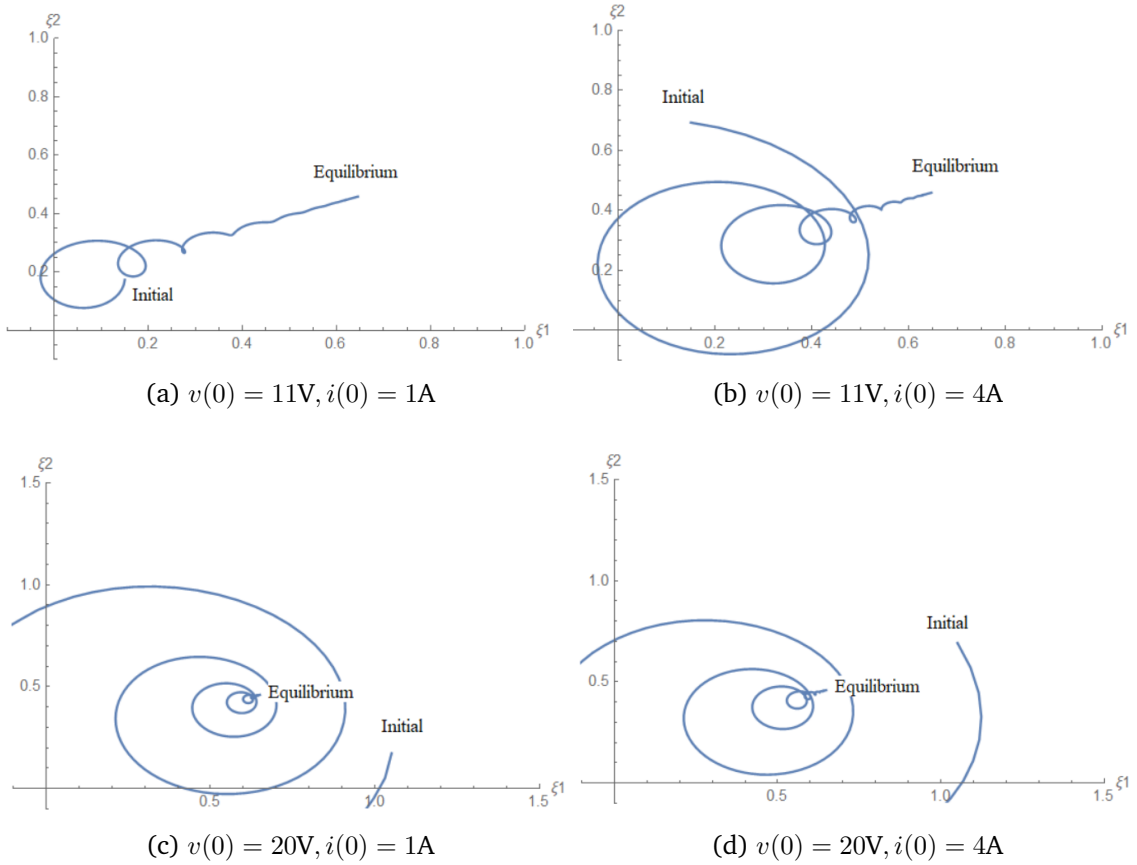 ξ2
1.0
0.8
0.6
Equilibrium
0.4
0.2
Initial
0.2 0.4 0.6 0.8 1.0 ξ1
(a) v(0) = 11V, i(0) = 1A
ξ2
1.0
0.8
Initial
0.6
Equilibrium
0.4
0.2
0.2 0.4 0.6 0.8 1.0 ξ1
(b) v(0) = 11V, i(0) = 4A
ξ2
1.5
1.0
0.5
Equilibrium
Initial
0.5 1.0 1.5 ξ1
(c) v(0) = 20V, i(0) = 1A
ξ2
1.5
1.0
Initial
0.5
Equilibrium
0.5 1.0 1.5 ξ1
(d) v(0) = 20V, i(0) = 4A